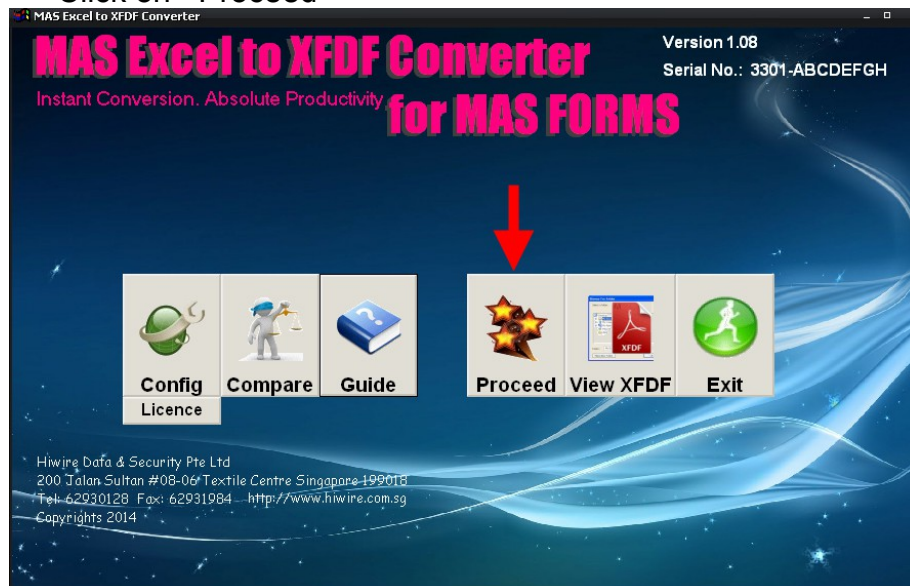 Click on "Proceed"
MAS Excel to XFDF Converter
MAS Excel to XFDF Converter
Version 1.08
Serial No.: 3301-ABCDEFGH
Instant Conversion. Absolute Productivity
for MAS FORMS
Config
Compare
Guide
Proceed
View XFDF
Exit
XFDF
Licence
Hiwire Data & Security Pte Ltd
200 Jalan Sultan #08-06 Textile Centre Singapore 199018
Tel: 62930128 Fax: 62931984 http://www.hiwire.com.sg
Copyrights 2014